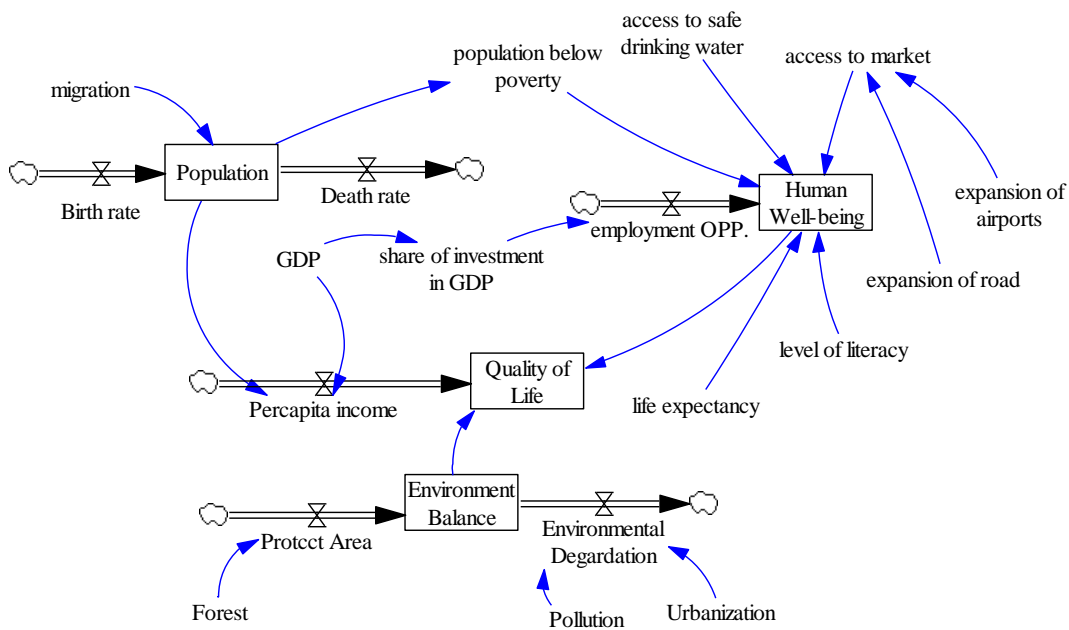 access to safe
drinking water
population below
poverty
access to market
migration
Population
Birth rate
Death rate
Human
Well-being
expansion of
airports
employment OPP.
GDP
share of investment
in GDP
expansion of road
level of literacy
Quality of
Life
Percapita income
life expectancy
Environment
Balance
Protcct Area
Environmental
Degardation
Forest
Pollution
Urbanization